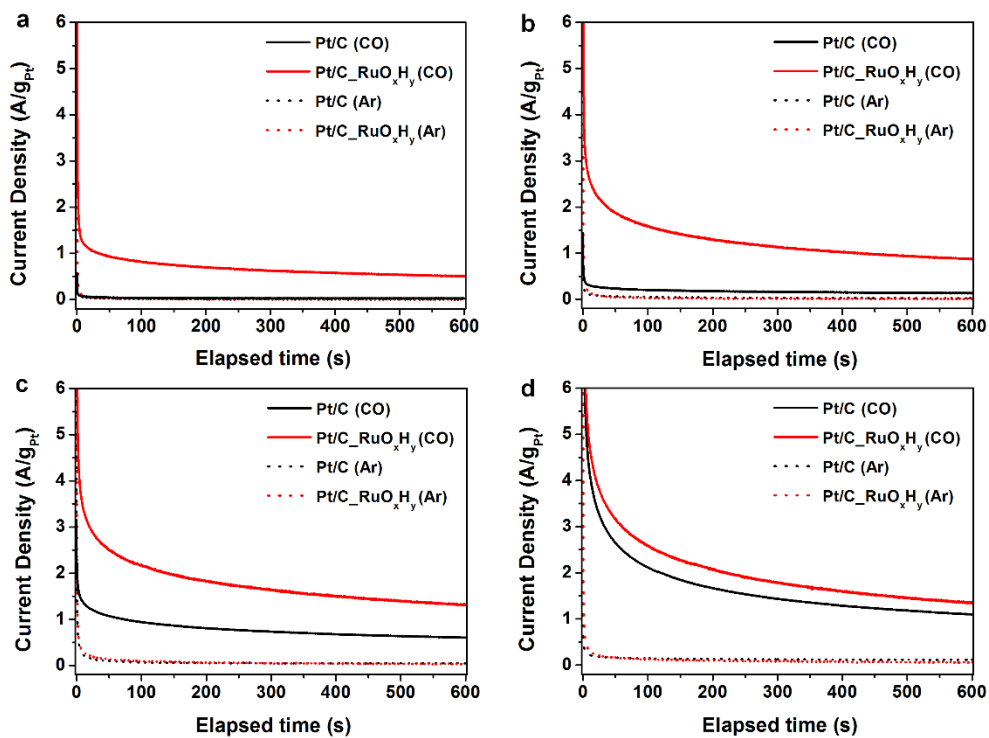 a
Current Density (A/gPt)
6
5
4
3
2
1
0
Pt/C (CO)
Pt/C_RuOxHy (CO)
Pt/C (Ar)
Pt/C_RuOxHy (Ar)
0 100 200 300 400 500 600
Elapsed time (s)
b
Current Density (A/gPt)
6
5
4
3
2
1
0
Pt/C (CO)
Pt/C_RuOxHy (CO)
Pt/C (Ar)
Pt/C_RuOxHy (Ar)
0 100 200 300 400 500 600
Elapsed time (s)
c
Current Density (A/gPt)
6
5
4
3
2
1
0
Pt/C (CO)
Pt/C_RuOxHy (CO)
Pt/C (Ar)
Pt/C_RuOxHy (Ar)
0 100 200 300 400 500 600
Elapsed time (s)
d
Current Density (A/gPt)
6
5
4
3
2
1
0
Pt/C (CO)
Pt/C_RuOxHy (CO)
Pt/C (Ar)
Pt/C_RuOxHy (Ar)
0 100 200 300 400 500 600
Elapsed time (s)